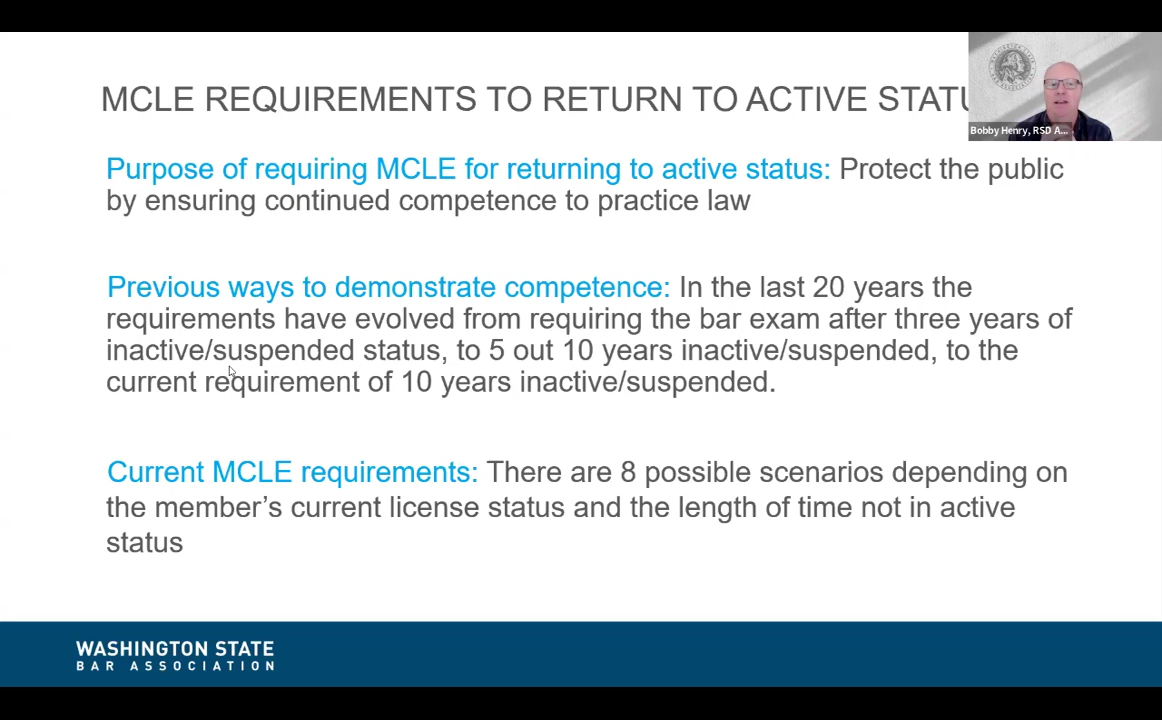 MCLE REQUIREMENTS TO RETURN TO ACTIVE STATU
Bobby Henry, RSD A...
Purpose of requiring MCLE for returning to active status: Protect the public
by ensuring continued competence to practice law
Previous ways to demonstrate competence: In the last 20 years the
requirements have evolved from requiring the bar exam after three years of
inactive/suspended status, to 5 out 10 years inactive/suspended, to the
current requirement of 10 years inactive/suspended.
Current MCLE requirements: There are 8 possible scenarios depending on
the member's current license status and the length of time not in active
status
WASHINGTON STATE
BAR ASSOCIATION